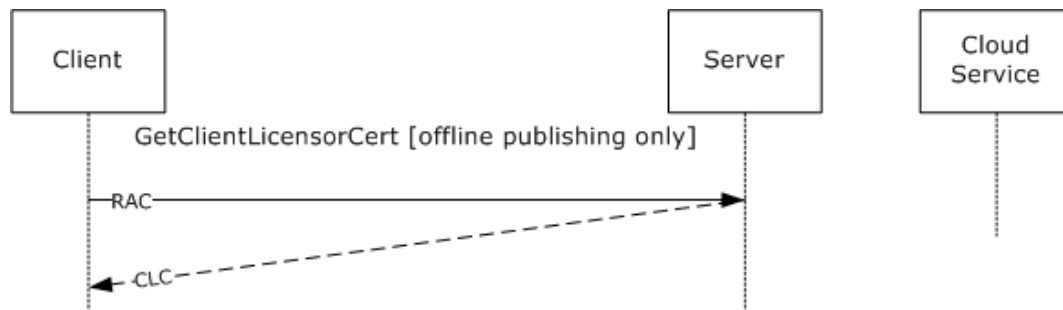 Client
Server
Cloud
Service
GetClientLicensorCert [offline publishing only]
RAC
CLC